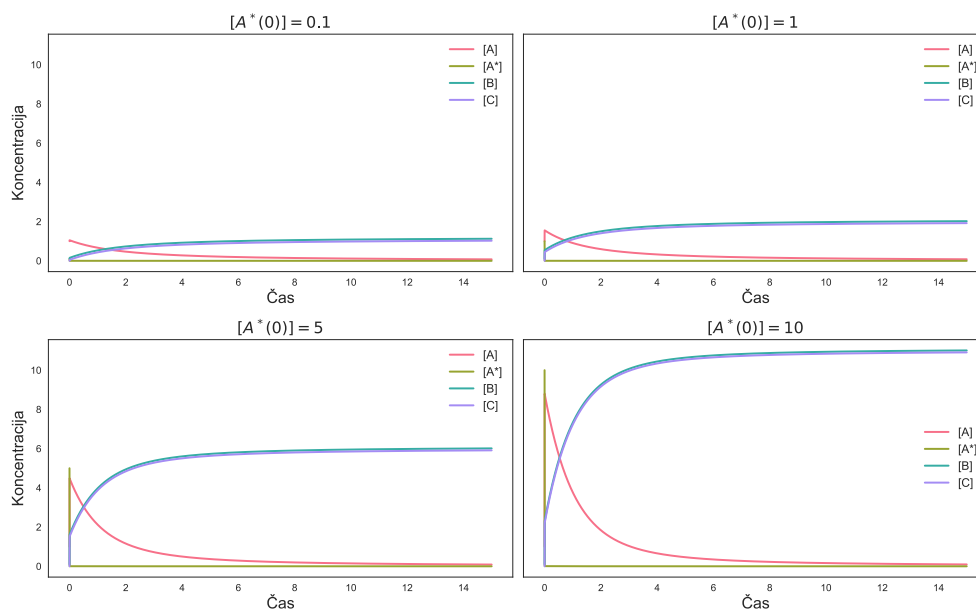 [A*(0)] = 0.1
Koncentracija
10
8
6
4
2
0
[A]
[A*]
[B]
[C]
0 2 4 6 8 10 12 14
Čas
[A*(0)] = 1
[A]
[A*]
[B]
[C]
0 2 4 6 8 10 12 14
Čas
[A*(0)] = 5
Koncentracija
10
8
6
4
2
0
[A]
[A*]
[B]
[C]
0 2 4 6 8 10 12 14
Čas
[A*(0)] = 10
[A]
[A*]
[B]
[C]
0 2 4 6 8 10 12 14
Čas